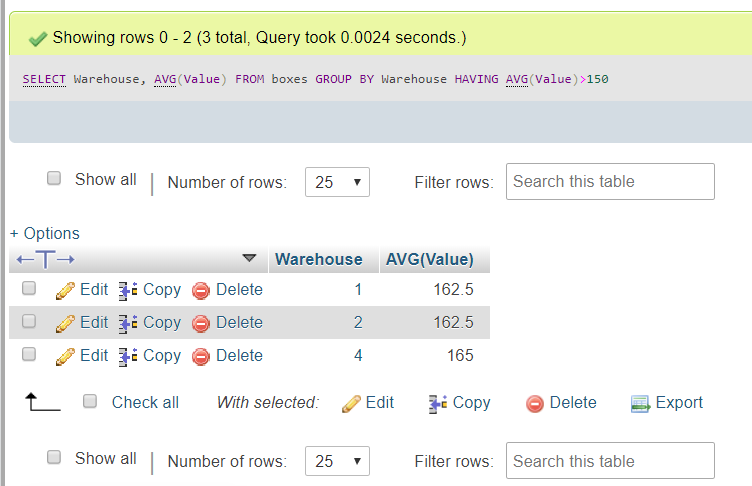 Showing rows 0 - 2 (3 total, Query took 0.0024 seconds.)
SELECT Warehouse, AVG(Value) FROM boxes GROUP BY Warehouse HAVING AVG(Value)>150
Show all | Number of rows: 25 Filter rows: Search this table
+ Options
←T→ Warehouse AVG(Value)
Edit Copy Delete 1 162.5
Edit Copy Delete 2 162.5
Edit Copy Delete 4 165
Check all With selected: Edit Copy Delete Export
Show all | Number of rows: 25 Filter rows: Search this table